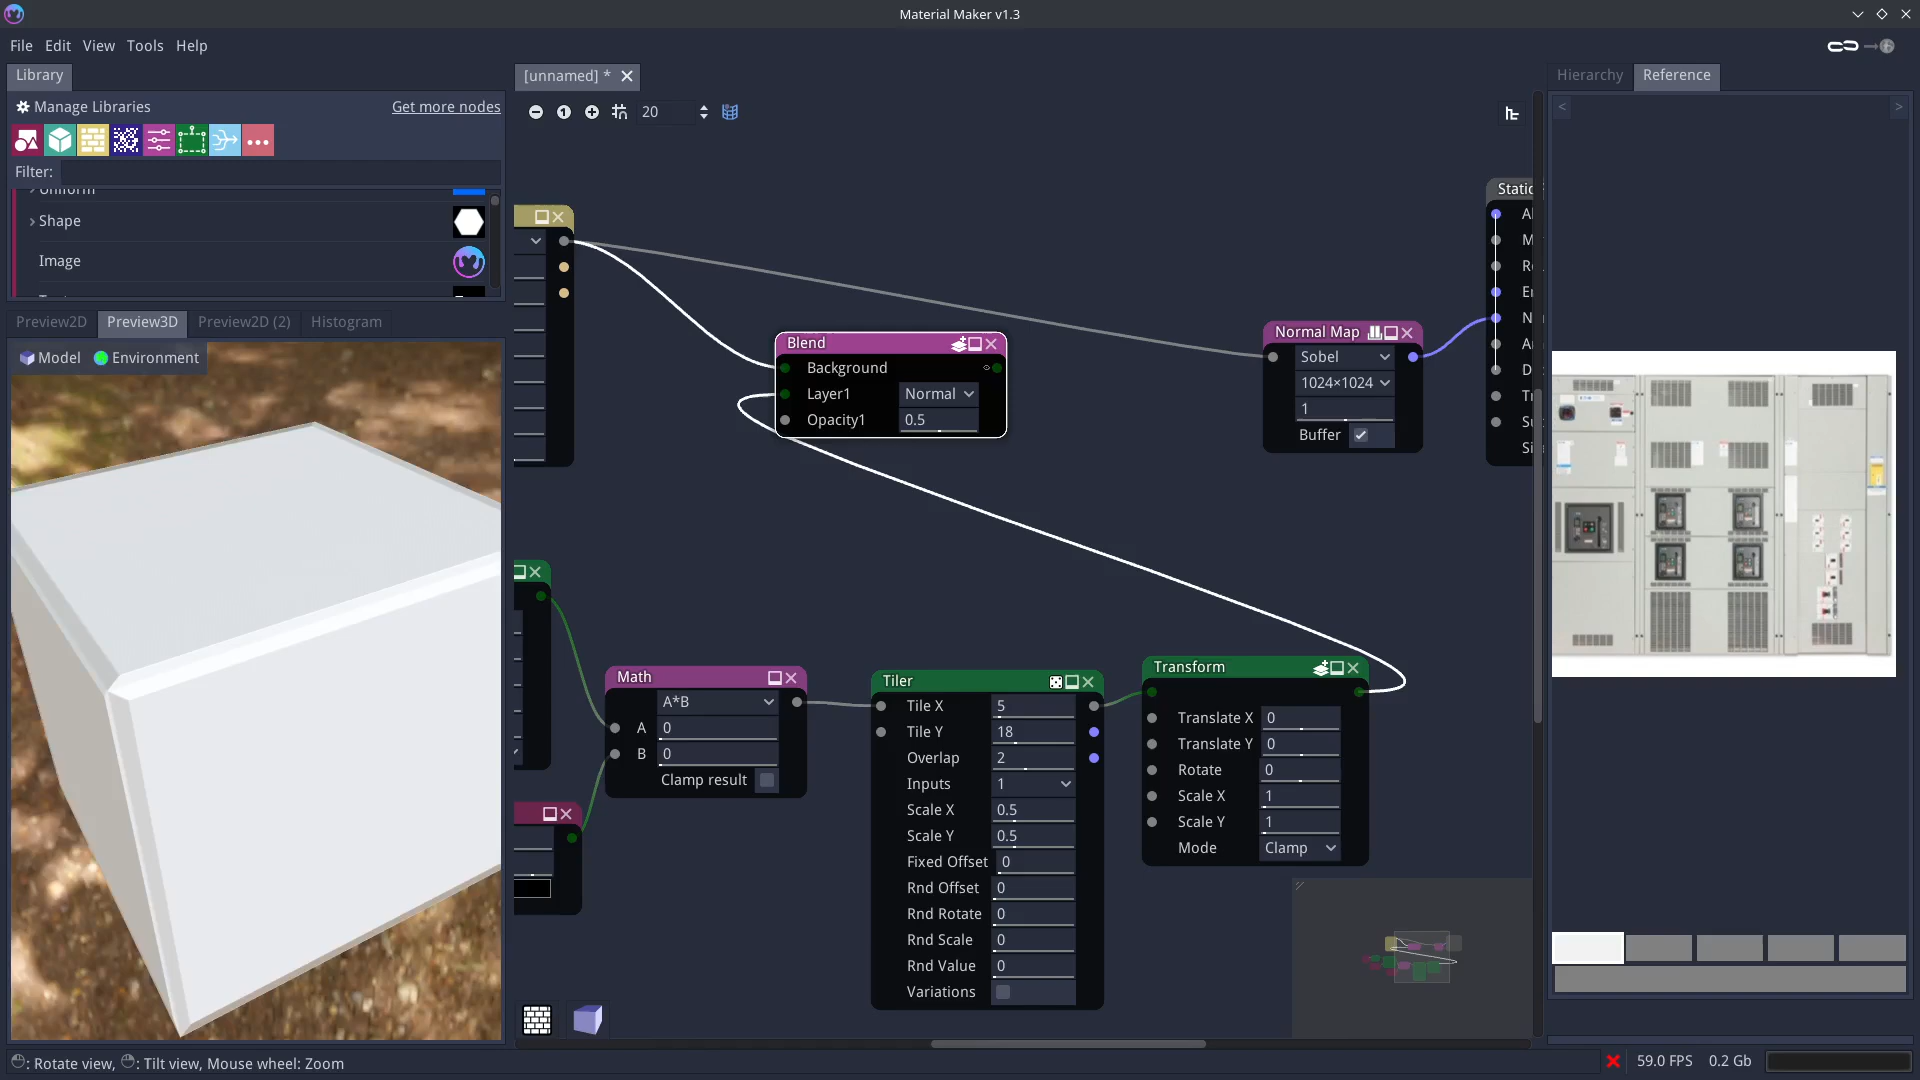 Material Maker v1.3
File Edit View Tools Help
Library
[unnamed] *
Hierarchy
Reference
Manage Libraries
Get more nodes
20
Filter:
Uniform
Shape
Image
Preview2D
Preview3D
Preview2D (2)
Histogram
Model
Environment
Blend
Background
Layer1
Normal
Opacity1
0.5
Normal Map
Sobel
1024×1024
1
Buffer
Math
A*B
A
0
B
0
Clamp result
Tiler
Tile X
5
Tile Y
18
Overlap
2
Inputs
1
Scale X
0.5
Scale Y
0.5
Fixed Offset
0
Rnd Offset
0
Rnd Rotate
0
Rnd Scale
0
Rnd Value
0
Variations
Transform
Translate X
0
Translate Y
0
Rotate
0
Scale X
1
Scale Y
1
Mode
Clamp
: Rotate view, : Tilt view, Mouse wheel: Zoom
59.0 FPS
0.2 Gb